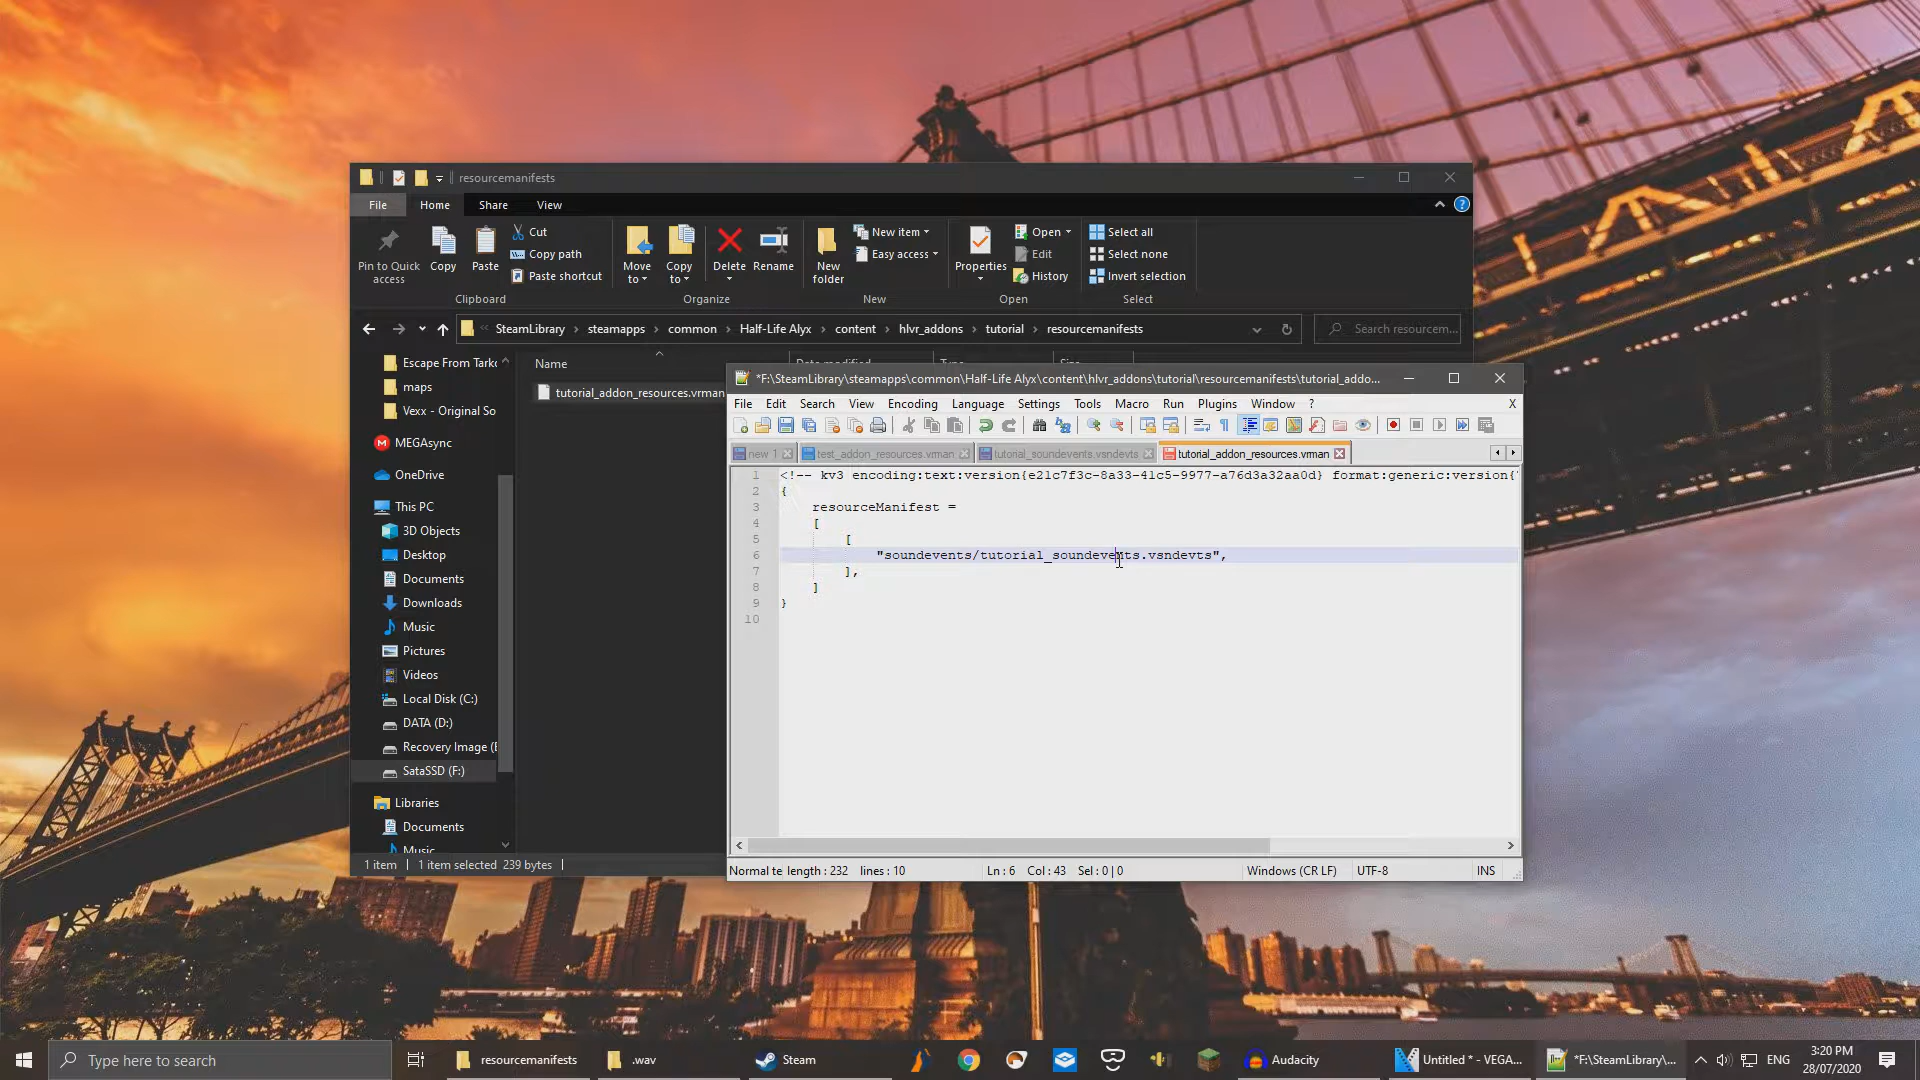 resourcemanifests
File Home Share View
Pin to Quick access
Copy
Paste
Cut
Copy path
Paste shortcut
Move to
Copy to
Delete
Rename
New folder
New item
Easy access
Properties
Open
Edit
History
Select all
Select none
Invert selection
Clipboard Organize New Open Select
SteamLibrary steamapps common Half-Life Alyx content hlvr_addons tutorial resourcemanifests
Search resourcem...
Name
tutorial_addon_resources.vrman
Escape From Tarko
maps
Vexx - Original So
MEGAsync
OneDrive
This PC
3D Objects
Desktop
Documents
Downloads
Music
Pictures
Videos
Local Disk (C:)
DATA (D:)
Recovery Image (E
SataSSD (F:)
Libraries
Documents
Music
1 item 1 item selected 239 bytes
*F:\SteamLibrary\steamapps\common\Half-Life Alyx\content\hlvr_addons\tutorial\resourcemanifests\tutorial_addo...
File Edit Search View Encoding Language Settings Tools Macro Run Plugins Window ? X
new 1 test_addon_resources.vrman tutorial_soundevents.vsndevts tutorial_addon_resources.vrman
1 <!-- kv3 encoding:text:version{e21c7f3c-8a33-41c5-9977-a76d3a32aa0d} format:generic:version{
2 {
3 resourceManifest =
4 [
5 [
6 "soundevents/tutorial_soundevents.vsndevts",
7 ],
8 ]
9 }
10
Normal te length : 232 lines : 10 Ln : 6 Col : 43 Sel : 0 | 0 Windows (CR LF) UTF-8 INS
Type here to search
resourcemanifests
.wav
Steam
Audacity
Untitled * - VEGA...
*F:\SteamLibrary\...
ENG
3:20 PM
28/07/2020